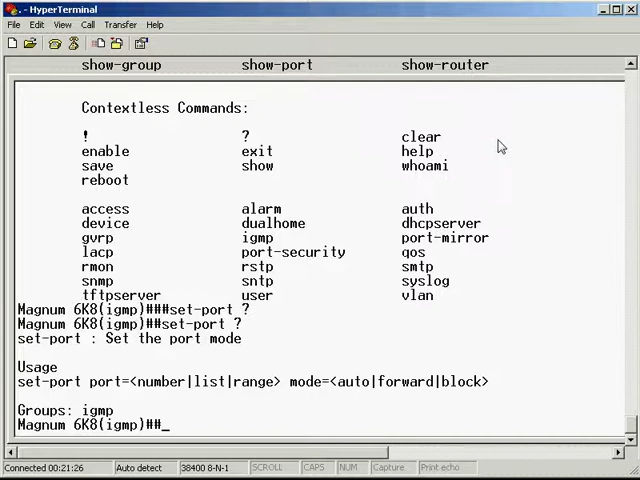 - HyperTerminal
File Edit View Call Transfer Help
show-group show-port show-router
Contextless Commands:
! ? clear
enable exit help
save show whoami
reboot
access alarm auth
device dualhome dhcpserver
gvrp igmp port-mirror
lacp port-security qos
rmon rstp smtp
snmp sntp syslog
tftpserver user vlan
Magnum 6K8(igmp)###set-port ?
Magnum 6K8(igmp)##set-port ?
set-port : Set the port mode
Usage
set-port port=<number|list|range> mode=<auto|forward|block>
Groups: igmp
Magnum 6K8(igmp)##_
Connected 00:21:26 Auto detect 38400 8-N-1 SCROLL CAPS NUM Capture Print echo